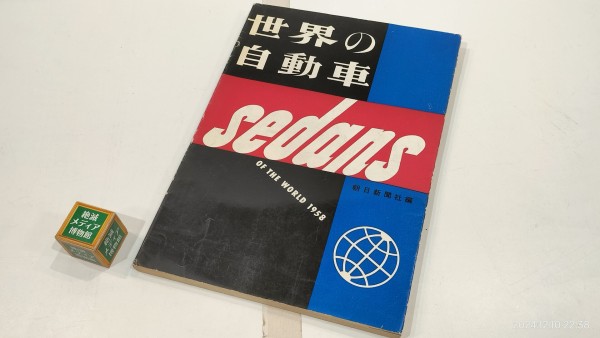 世界の
自動車
sedans
OF THE WORLD 1958
朝日新聞社編
絶滅
メディア
博物館